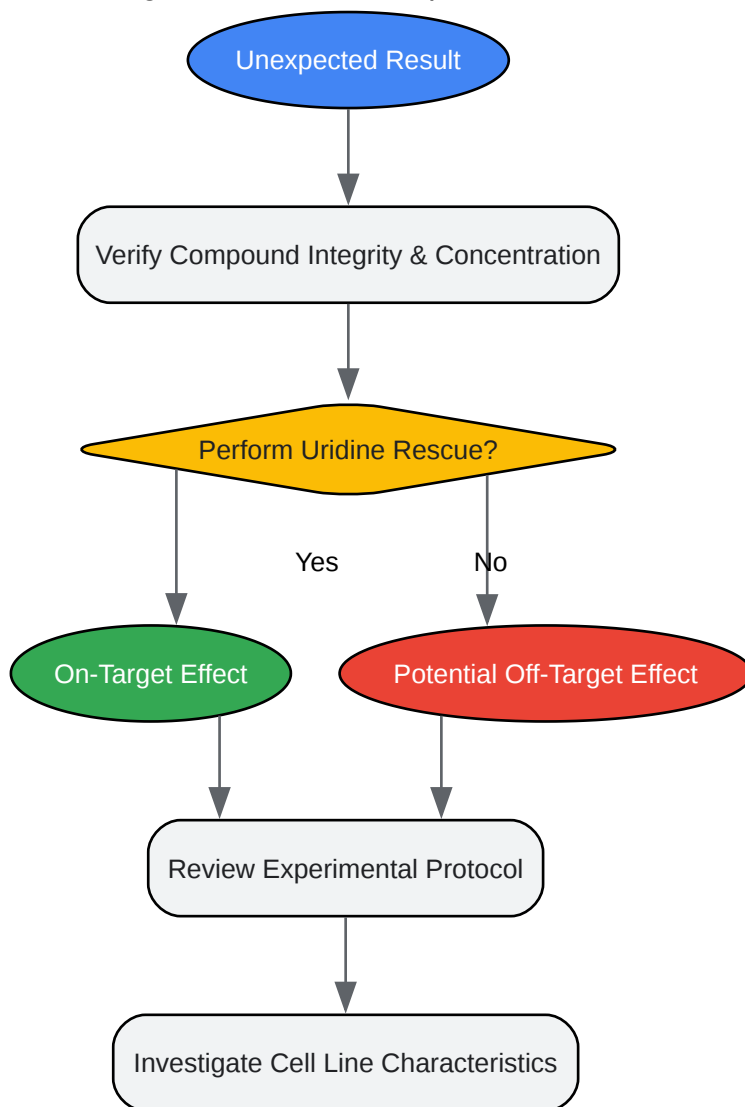 Unexpected Result
Verify Compound Integrity & Concentration
Perform Uridine Rescue?
Yes
No
On-Target Effect
Potential Off-Target Effect
Review Experimental Protocol
Investigate Cell Line Characteristics